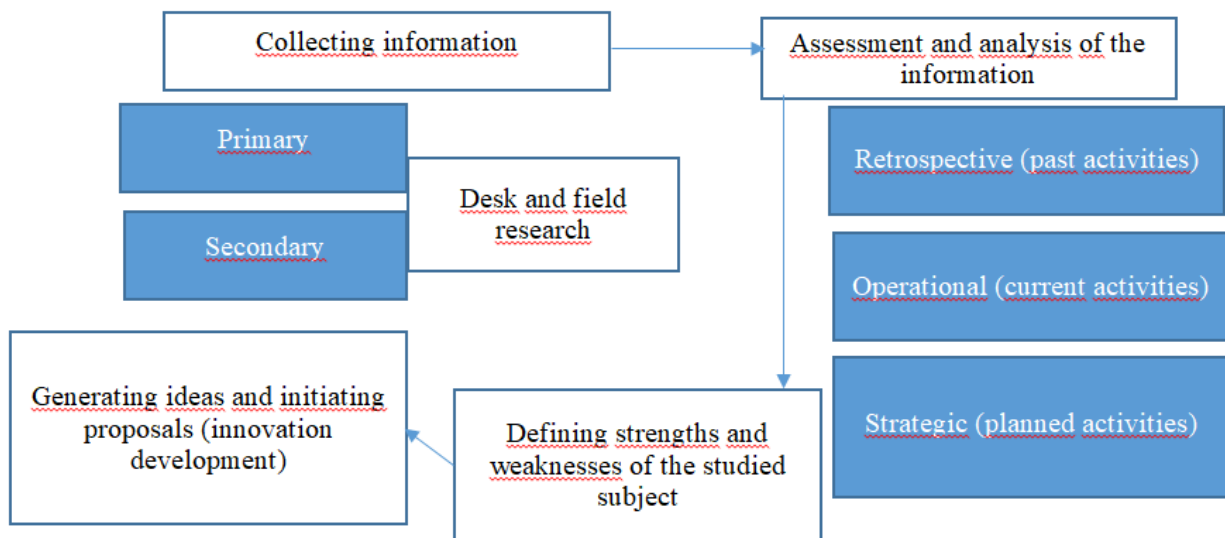 Collecting information
Assessment and analysis of the
information
Primary
Secondary
Desk and field
research
Retrospective (past activities)
Operational (current activities)
Strategic (planned activities)
Defining strengths and
weaknesses of the studied
subject
Generating ideas and initiating
proposals (innovation
development)